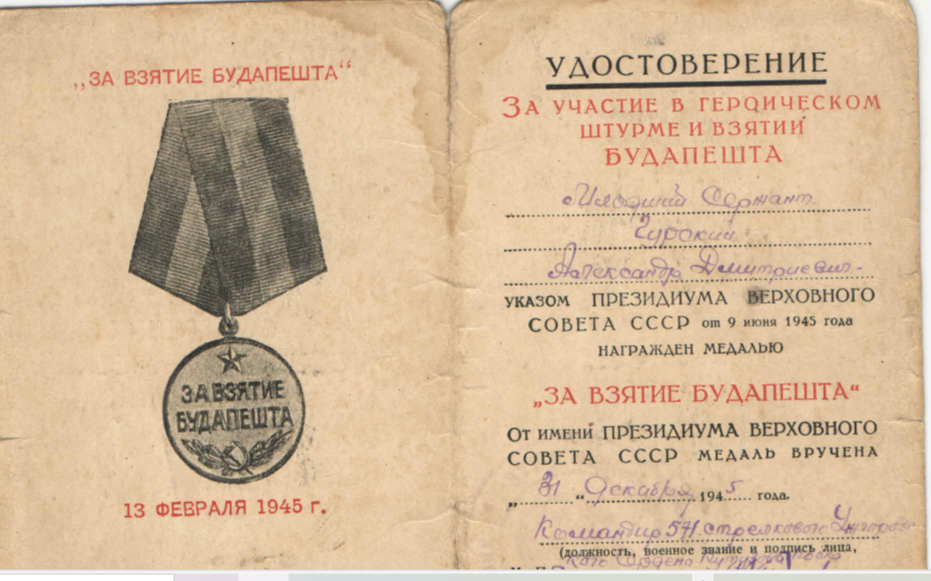 „ЗА ВЗЯТИЕ БУДАПЕШТА“
ЗА ВЗЯТИЕ
БУДАПЕШТА
13 ФЕВРАЛЯ 1945 г.
УДОСТОВЕРЕНИЕ
ЗА УЧАСТИЕ В ГЕРОИЧЕСКОМ
ШТУРМЕ И ВЗЯТИИ
БУДАПЕШТА
Младший Сержант
Александр Дмитриевич
УКАЗОМ ПРЕЗИДИУМА ВЕРХОВНОГО
СОВЕТА СССР от 9 июня 1945 года
НАГРАЖДЕН МЕДАЛЬЮ
„ЗА ВЗЯТИЕ БУДАПЕШТА“
ОТ ИМЕНИ ПРЕЗИДИУМА ВЕРХОВНОГО
СОВЕТА СССР МЕДАЛЬ ВРУЧЕНА
„31“ Декабря 1945 года.
Командир 571 стрелкового
(должность, военное звание и подпись лица,